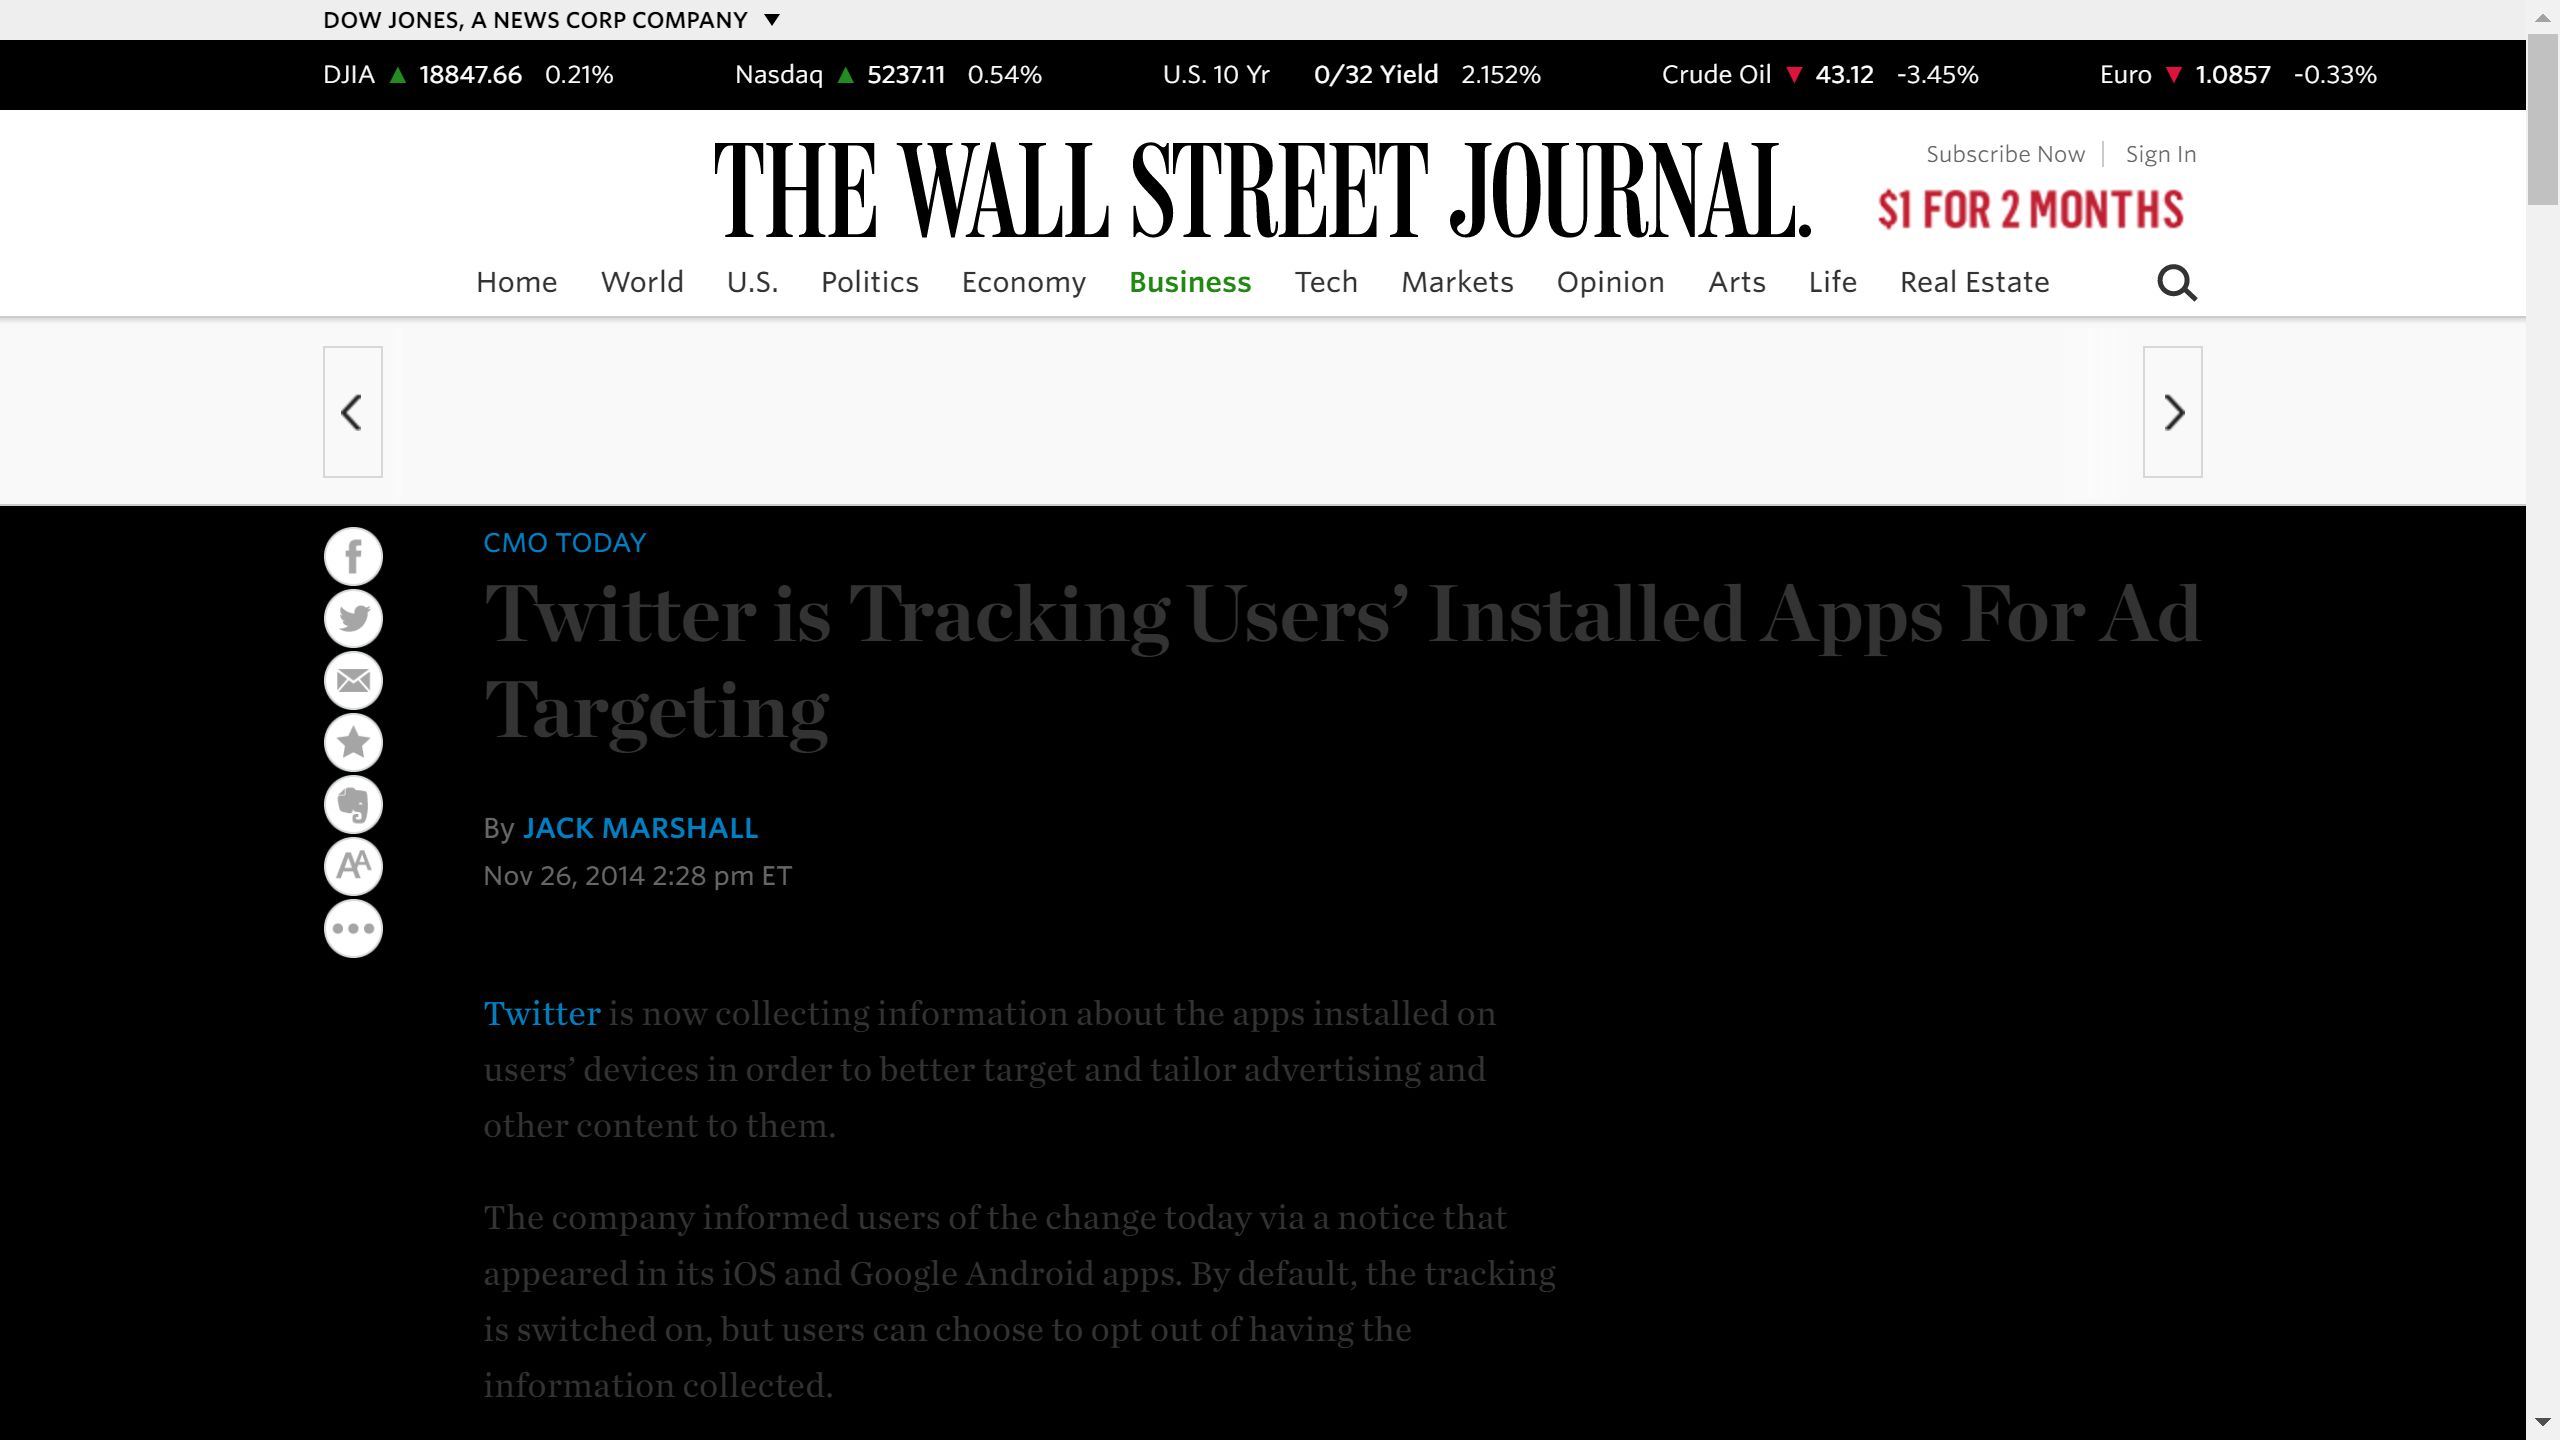 DOW JONES, A NEWS CORP COMPANY ▼
DJIA ▲ 18847.66 0.21% Nasdaq ▲ 5237.11 0.54% U.S. 10 Yr 0/32 Yield 2.152% Crude Oil ▼ 43.12 -3.45% Euro ▼ 1.0857 -0.33%
Subscribe Now | Sign In
THE WALL STREET JOURNAL.
$1 FOR 2 MONTHS
Home World U.S. Politics Economy Business Tech Markets Opinion Arts Life Real Estate
CMO TODAY
Twitter is Tracking Users’ Installed Apps For Ad
Targeting
By JACK MARSHALL
Nov 26, 2014 2:28 pm ET
Twitter is now collecting information about the apps installed on
users’ devices in order to better target and tailor advertising and
other content to them.
The company informed users of the change today via a notice that
appeared in its iOS and Google Android apps. By default, the tracking
is switched on, but users can choose to opt out of having the
information collected.